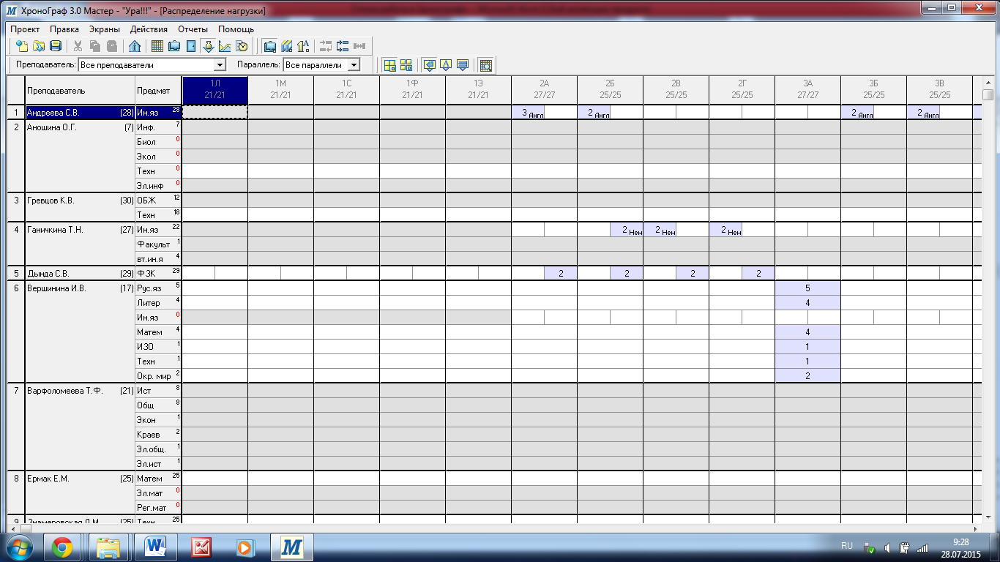 ХроноГраф 3.0 Мастер - "Ура!!!" - [Распределение нагрузки]
Проект Правка Экраны Действия Отчеты Помощь
Преподаватель: Все преподаватели Параллель: Все параллели
Преподаватель Предмет 1Л 1М 1С 1Ф 1Э 2А 2Б 2В 2Г 3А 3Б 3В
21/21 21/21 21/21 21/21 21/21 27/27 25/25 25/25 25/25 27/27 25/25 25/25
1 Андреева С.В. (28) Ин.яз 28 3 Англ 2 Англ 2 Англ 2 Англ
2 Аношина О.Г. (7) Инф. 7
Биол 0
Экол 0
Техн 0
Эл.инф 0
3 Гревцов К.В. (30) ОБЖ 12
Техн 18
4 Ганичкина Т.Н. (27) Ин.яз 22 2 Нем 2 Нем 2 Нем
Факульт 1
вт.ин.я 4
5 Дында С.В. (29) ФЗК 29 2 2 2 2
6 Вершинина И.В. (17) Рус.яз 5 5
Литер 4 4
Ин.яз 0
Матем 4 4
ИЗО 1 1
Техн 1 1
Окр. мир 2 2
7 Варфоломеева Т.Ф. (21) Ист 8
Общ 8
Экон 1
Краев 2
Эл.общ. 1
Эл.ист 1
8 Ермак Е.М. (25) Матем 25
Эл.мат 0
Рег.мат 0
9 Знамеровская Л.М. (25) Техн 25
RU 9:28
28.07.2015